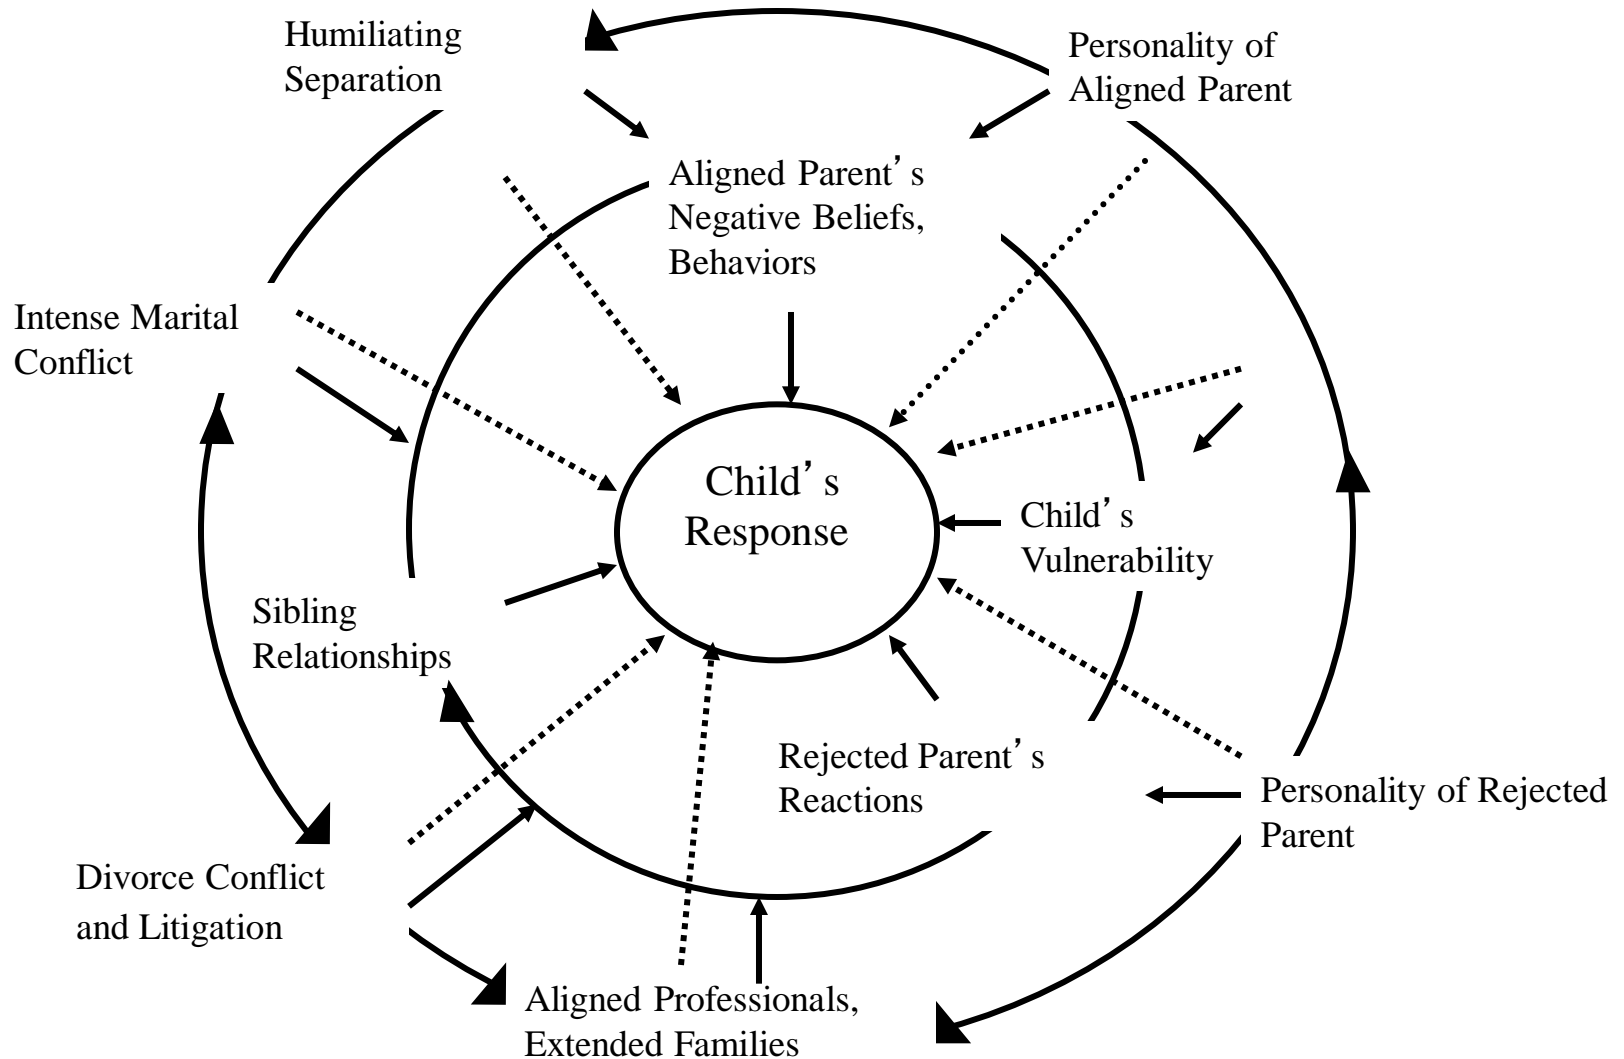 Humiliating
Separation
Personality of
Aligned Parent
Aligned Parent’s
Negative Beliefs,
Behaviors
Intense Marital
Conflict
Child’s
Response
Child’s
Vulnerability
Sibling
Relationships
Rejected Parent’s
Reactions
Personality of Rejected
Parent
Divorce Conflict
and Litigation
Aligned Professionals,
Extended Families